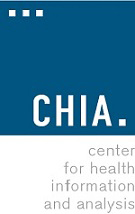 CHIA.
center
for health
information
and analysis